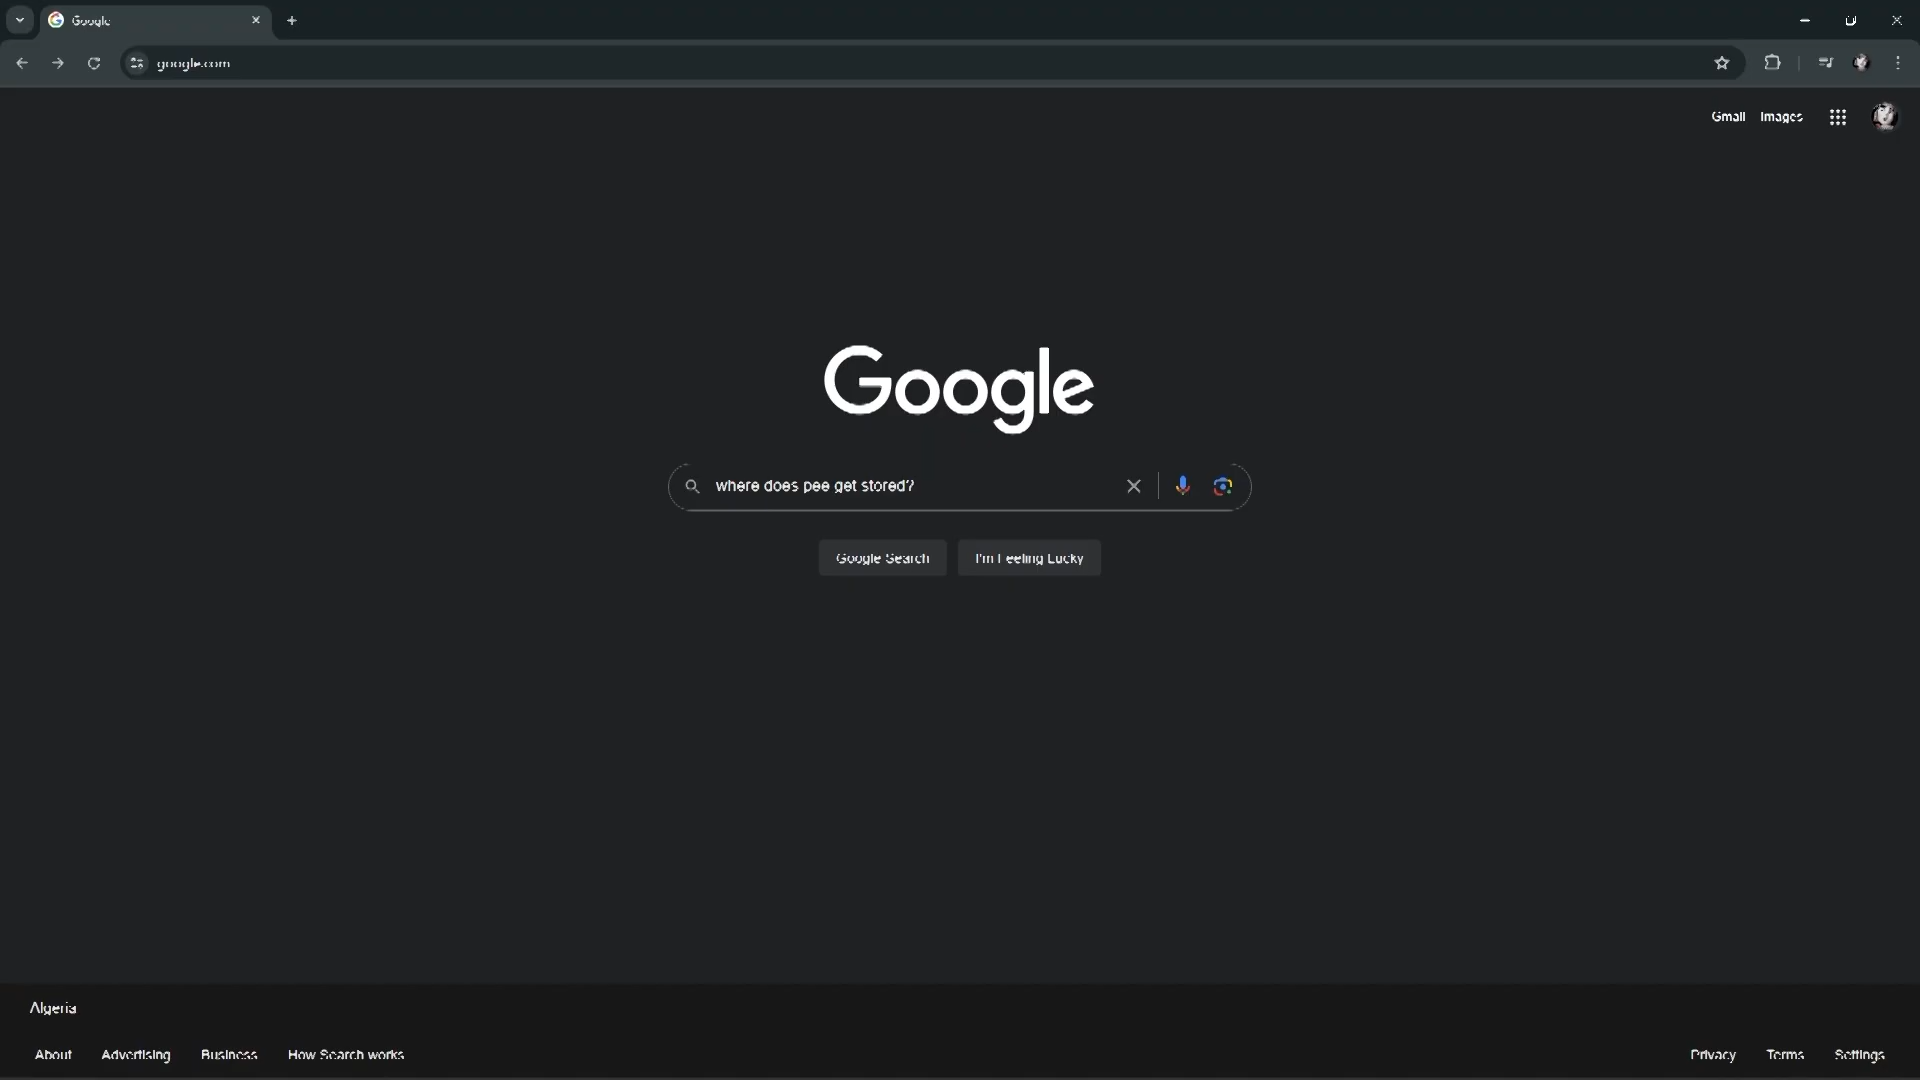 Google
google.com
Gmail Images
Google
where does pee get stored?
Google Search I'm Feeling Lucky
Algeria
About Advertising Business How Search works Privacy Terms Settings